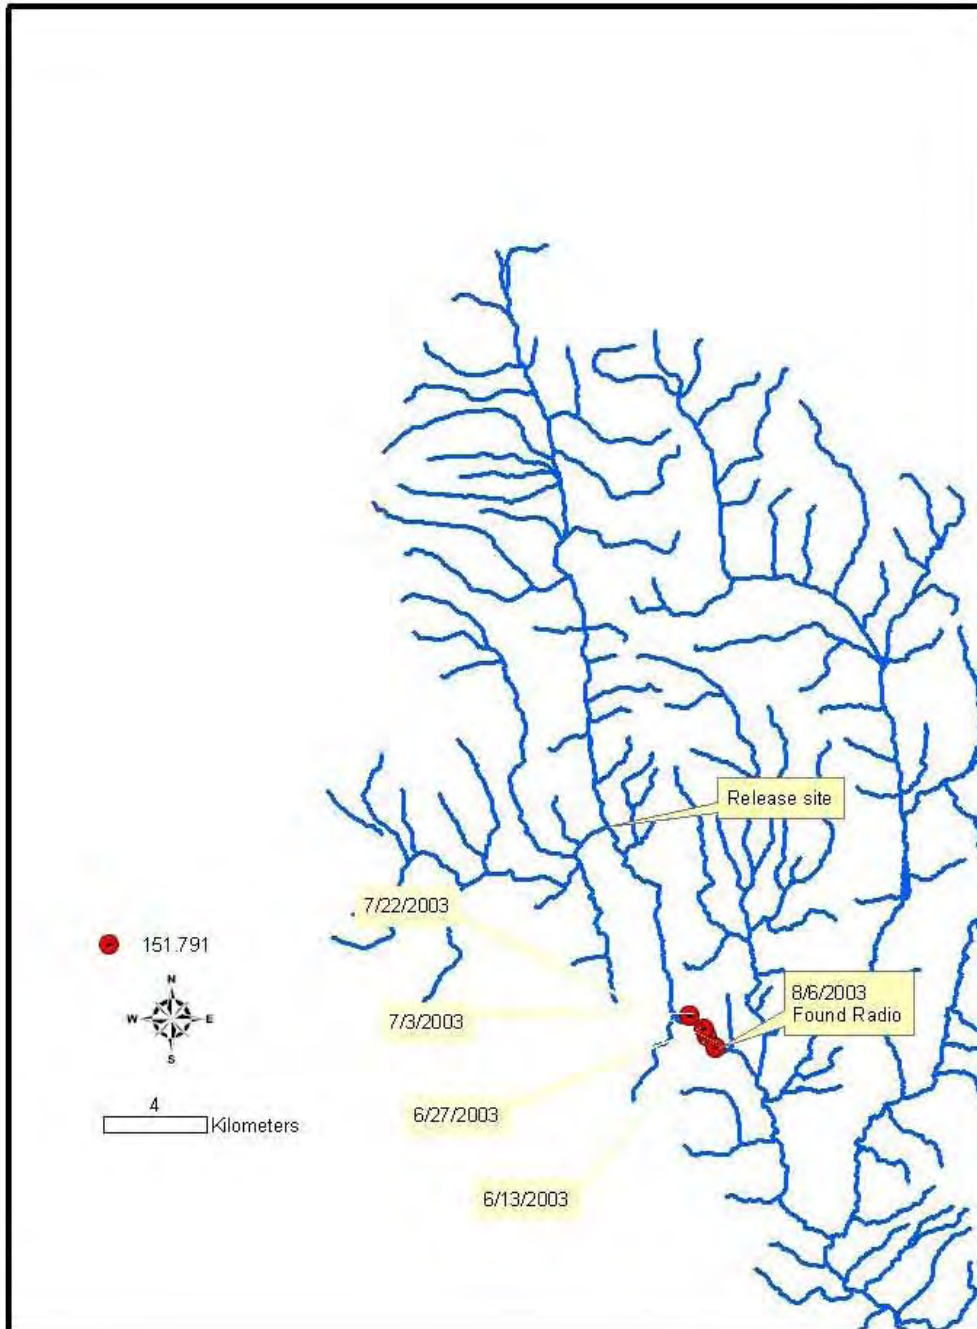 Release site
7/22/2003
151.791
8/6/2003
Found Radio
N
W
E
S
7/3/2003
4
Kilometers
6/27/2003
6/13/2003